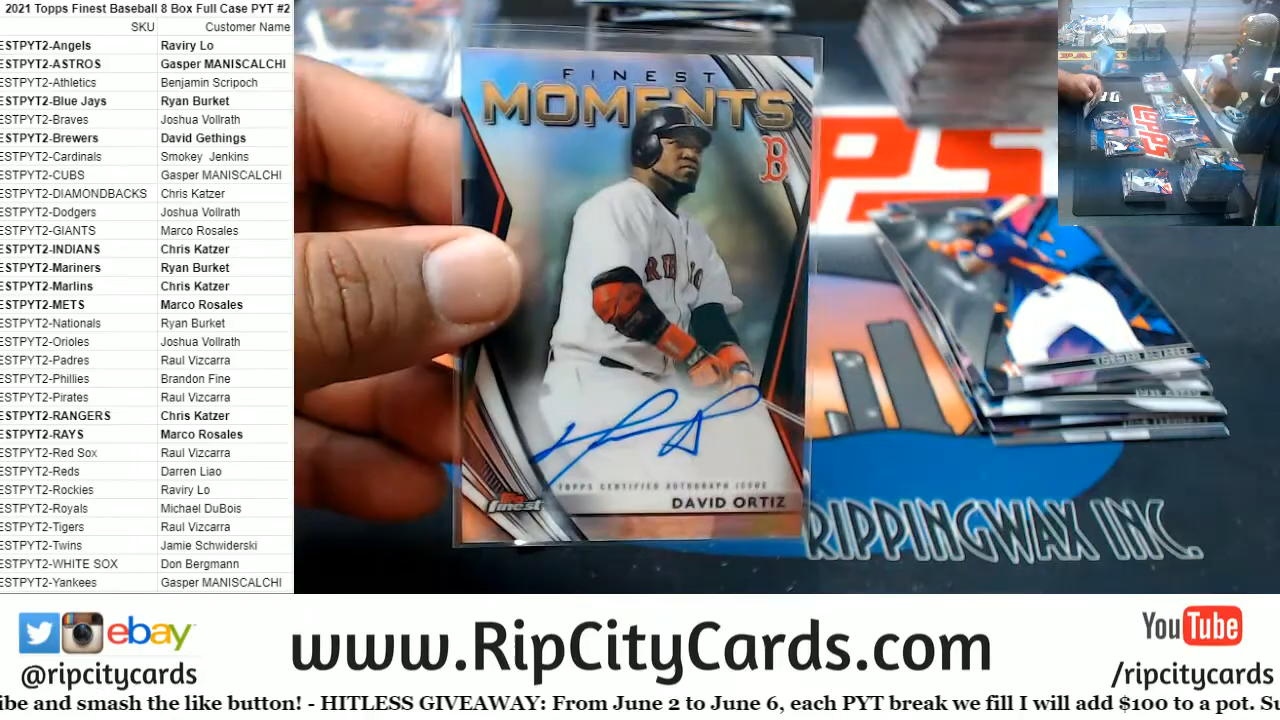 2021 Topps Finest Baseball 8 Box Full Case PYT #2
SKU Customer Name
ESTPYT2-Angels Raviry Lo
ESTPYT2-ASTROS Gasper MANISCALCHI
ESTPYT2-Athletics Benjamin Scripoch
ESTPYT2-Blue Jays Ryan Burket
ESTPYT2-Braves Joshua Vollrath
ESTPYT2-Brewers David Gethings
ESTPYT2-Cardinals Smokey Jenkins
ESTPYT2-CUBS Gasper MANISCALCHI
ESTPYT2-DIAMONDBACKS Chris Katzer
ESTPYT2-Dodgers Joshua Vollrath
ESTPYT2-GIANTS Marco Rosales
ESTPYT2-INDIANS Chris Katzer
ESTPYT2-Mariners Ryan Burket
ESTPYT2-Marlins Chris Katzer
ESTPYT2-METS Marco Rosales
ESTPYT2-Nationals Ryan Burket
ESTPYT2-Orioles Joshua Vollrath
ESTPYT2-Padres Raul Vizcarra
ESTPYT2-Phillies Brandon Fine
ESTPYT2-Pirates Raul Vizcarra
ESTPYT2-RANGERS Chris Katzer
ESTPYT2-RAYS Marco Rosales
ESTPYT2-Red Sox Raul Vizcarra
ESTPYT2-Reds Darren Liao
ESTPYT2-Rockies Raviry Lo
ESTPYT2-Royals Michael DuBois
ESTPYT2-Tigers Raul Vizcarra
ESTPYT2-Twins Jamie Schwiderski
ESTPYT2-WHITE SOX Don Bergmann
ESTPYT2-Yankees Gasper MANISCALCHI
FINEST
MOMENTS
B
TOPPS CERTIFIED AUTOGRAPH ISSUE
Topps finest
DAVID ORTIZ
PS
RIPPINGWAX INC.
ebay
@ripcitycards
www.RipCityCards.com
YouTube
/ripcitycards
ibe and smash the like button! - HITLESS GIVEAWAY: From June 2 to June 6, each PYT break we fill I will add $100 to a pot. Su